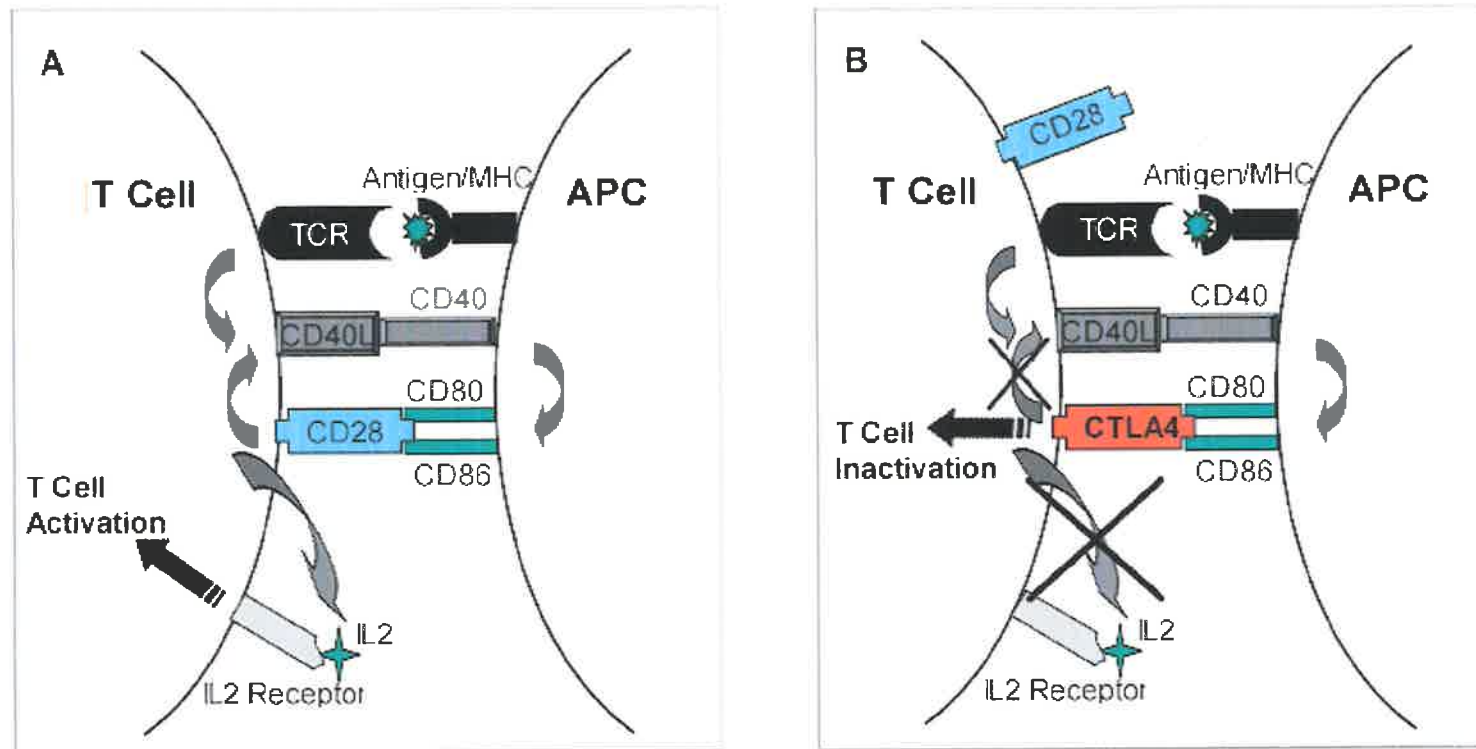 A
T Cell
Antigen/MHC
APC
TCR
CD40
CD40L
CD80
CD28
CD86
T Cell
Activation
IL2
IL2 Receptor
B
CD28
T Cell
Antigen/MHC
APC
TCR
CD40
CD40L
CD80
CTLA4
T Cell
Inactivation
CD86
IL2
IL2 Receptor